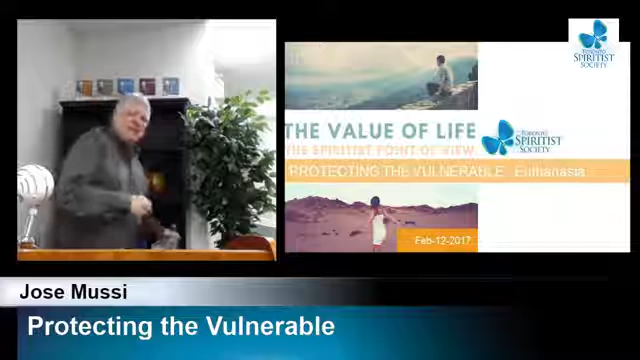 TORONTO
SPIRITIST
SOCIETY
THE VALUE OF LIFE
THE SPIRITIST POINT OF VIEW
TORONTO
SPIRITIST
SOCIETY
PROTECTING THE VULNERABLE Euthanasia
Feb-12-2017
Jose Mussi
Protecting the Vulnerable